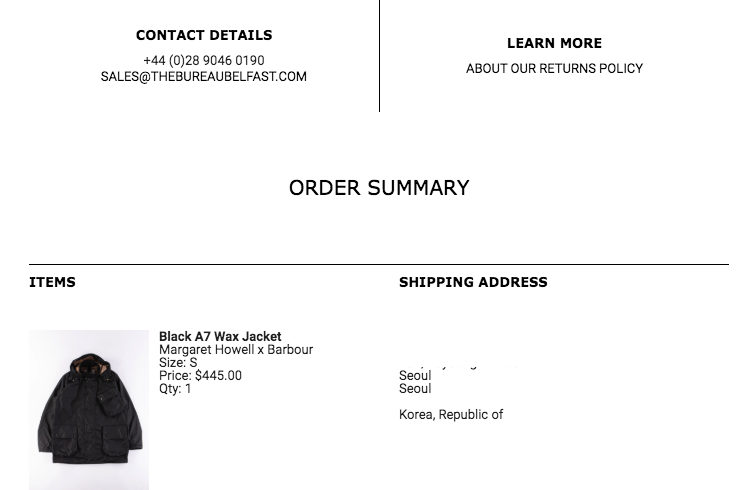 CONTACT DETAILS
+44 (0)28 9046 0190
SALES@THEBUREAUBELFAST.COM
LEARN MORE
ABOUT OUR RETURNS POLICY
ORDER SUMMARY
ITEMS
Black A7 Wax Jacket
Margaret Howell x Barbour
Size: S
Price: $445.00
Qty: 1
SHIPPING ADDRESS
Seoul
Seoul
Korea, Republic of